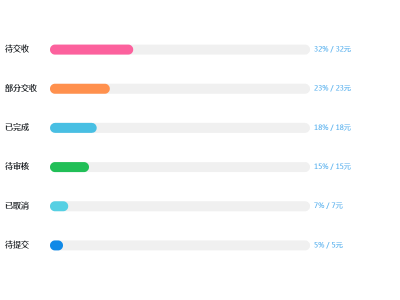 待交收 32% / 32元
部分交收 23% / 23元
已完成 18% / 18元
待审核 15% / 15元
已取消 7% / 7元
待提交 5% / 5元